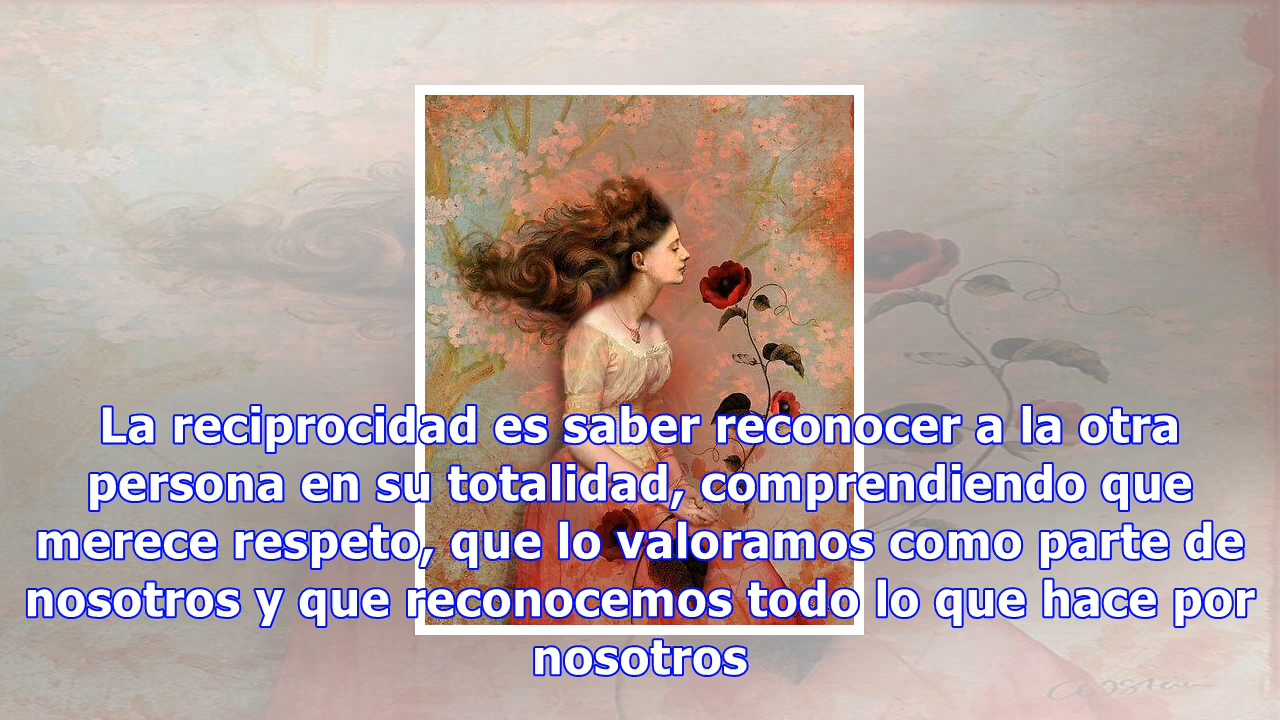 La reciprocidad es saber reconocer a la otra
persona en su totalidad, comprendiendo que
merece respeto, que lo valoramos como parte de
nosotros y que reconocemos todo lo que hace por
nosotros